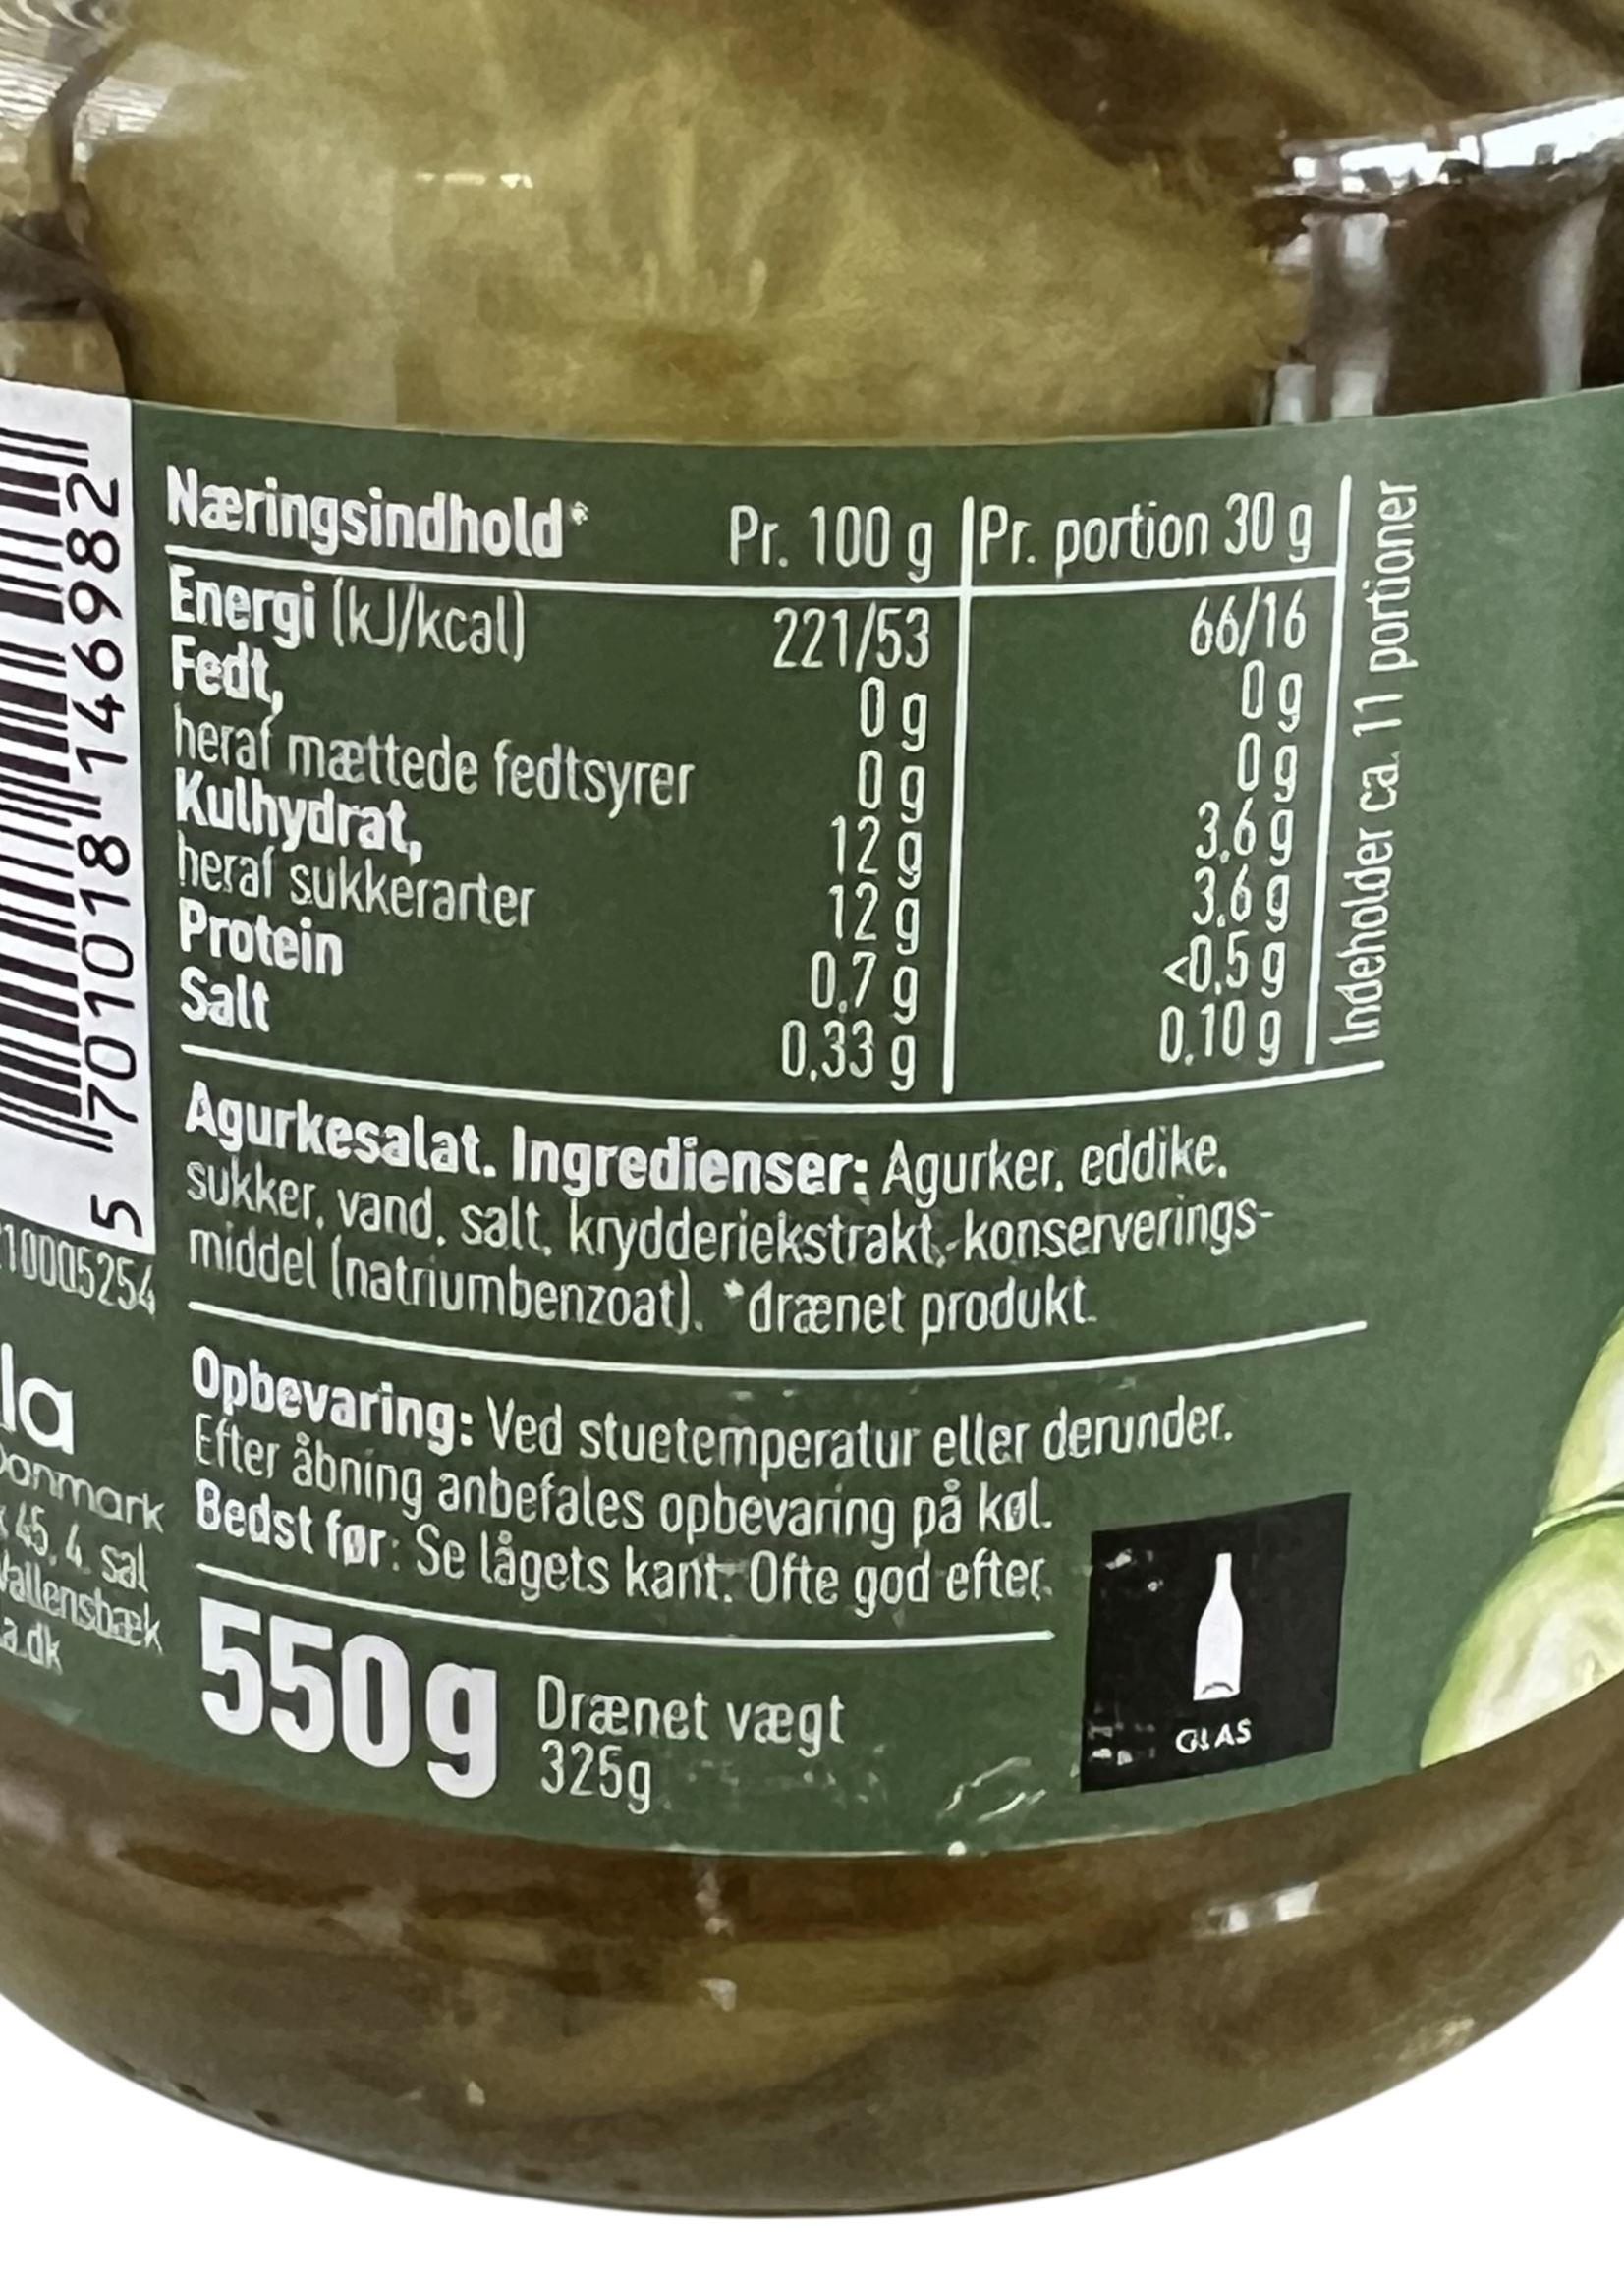 Næringsindhold* Pr. 100 g Pr. portion 30 g
Energi (kJ/kcal) 221/53 66/16
Fedt, 0 g 0 g
heraf mættede fedtsyrer 0 g 0 g
Kulhydrat, 12 g 3,6 g
heraf sukkerarter 12 g 3,6 g
Protein 0,7 g <0,5 g
Salt 0,33 g 0,10 g
Indeholder ca. 11 portioner
Agurkesalat. Ingredienser: Agurker, eddike,
sukker, vand, salt, krydderiekstrakt, konserverings-
middel (natriumbenzoat). *drænet produkt.
Opbevaring: Ved stuetemperatur eller derunder.
Efter åbning anbefales opbevaring på køl.
Bedst før: Se lågets kant. Ofte god efter.
550g Drænet vægt
325g
GLAS
5 701018 146982
10005254
la
Danmark
45, 4. sal
Vallensbæk
a.dk